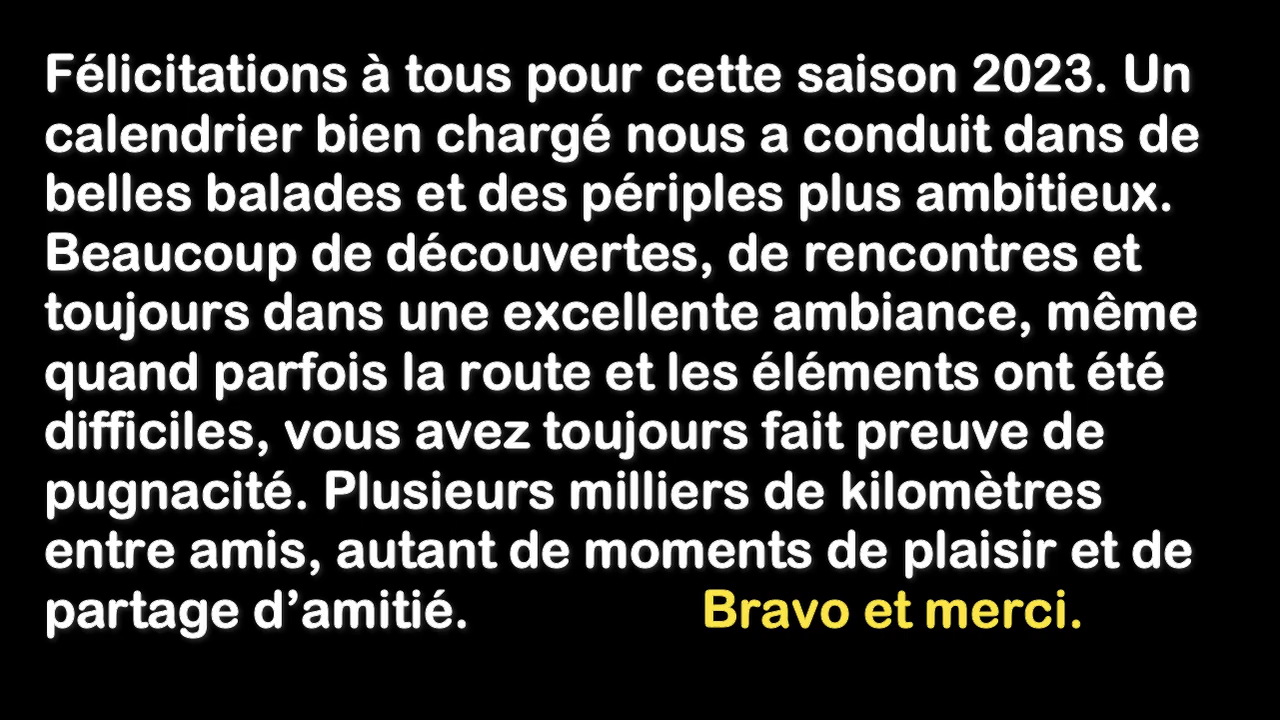 Félicitations à tous pour cette saison 2023. Un
calendrier bien chargé nous a conduit dans de
belles balades et des périples plus ambitieux.
Beaucoup de découvertes, de rencontres et
toujours dans une excellente ambiance, même
quand parfois la route et les éléments ont été
difficiles, vous avez toujours fait preuve de
pugnacité. Plusieurs milliers de kilomètres
entre amis, autant de moments de plaisir et de
partage d’amitié. Bravo et merci.